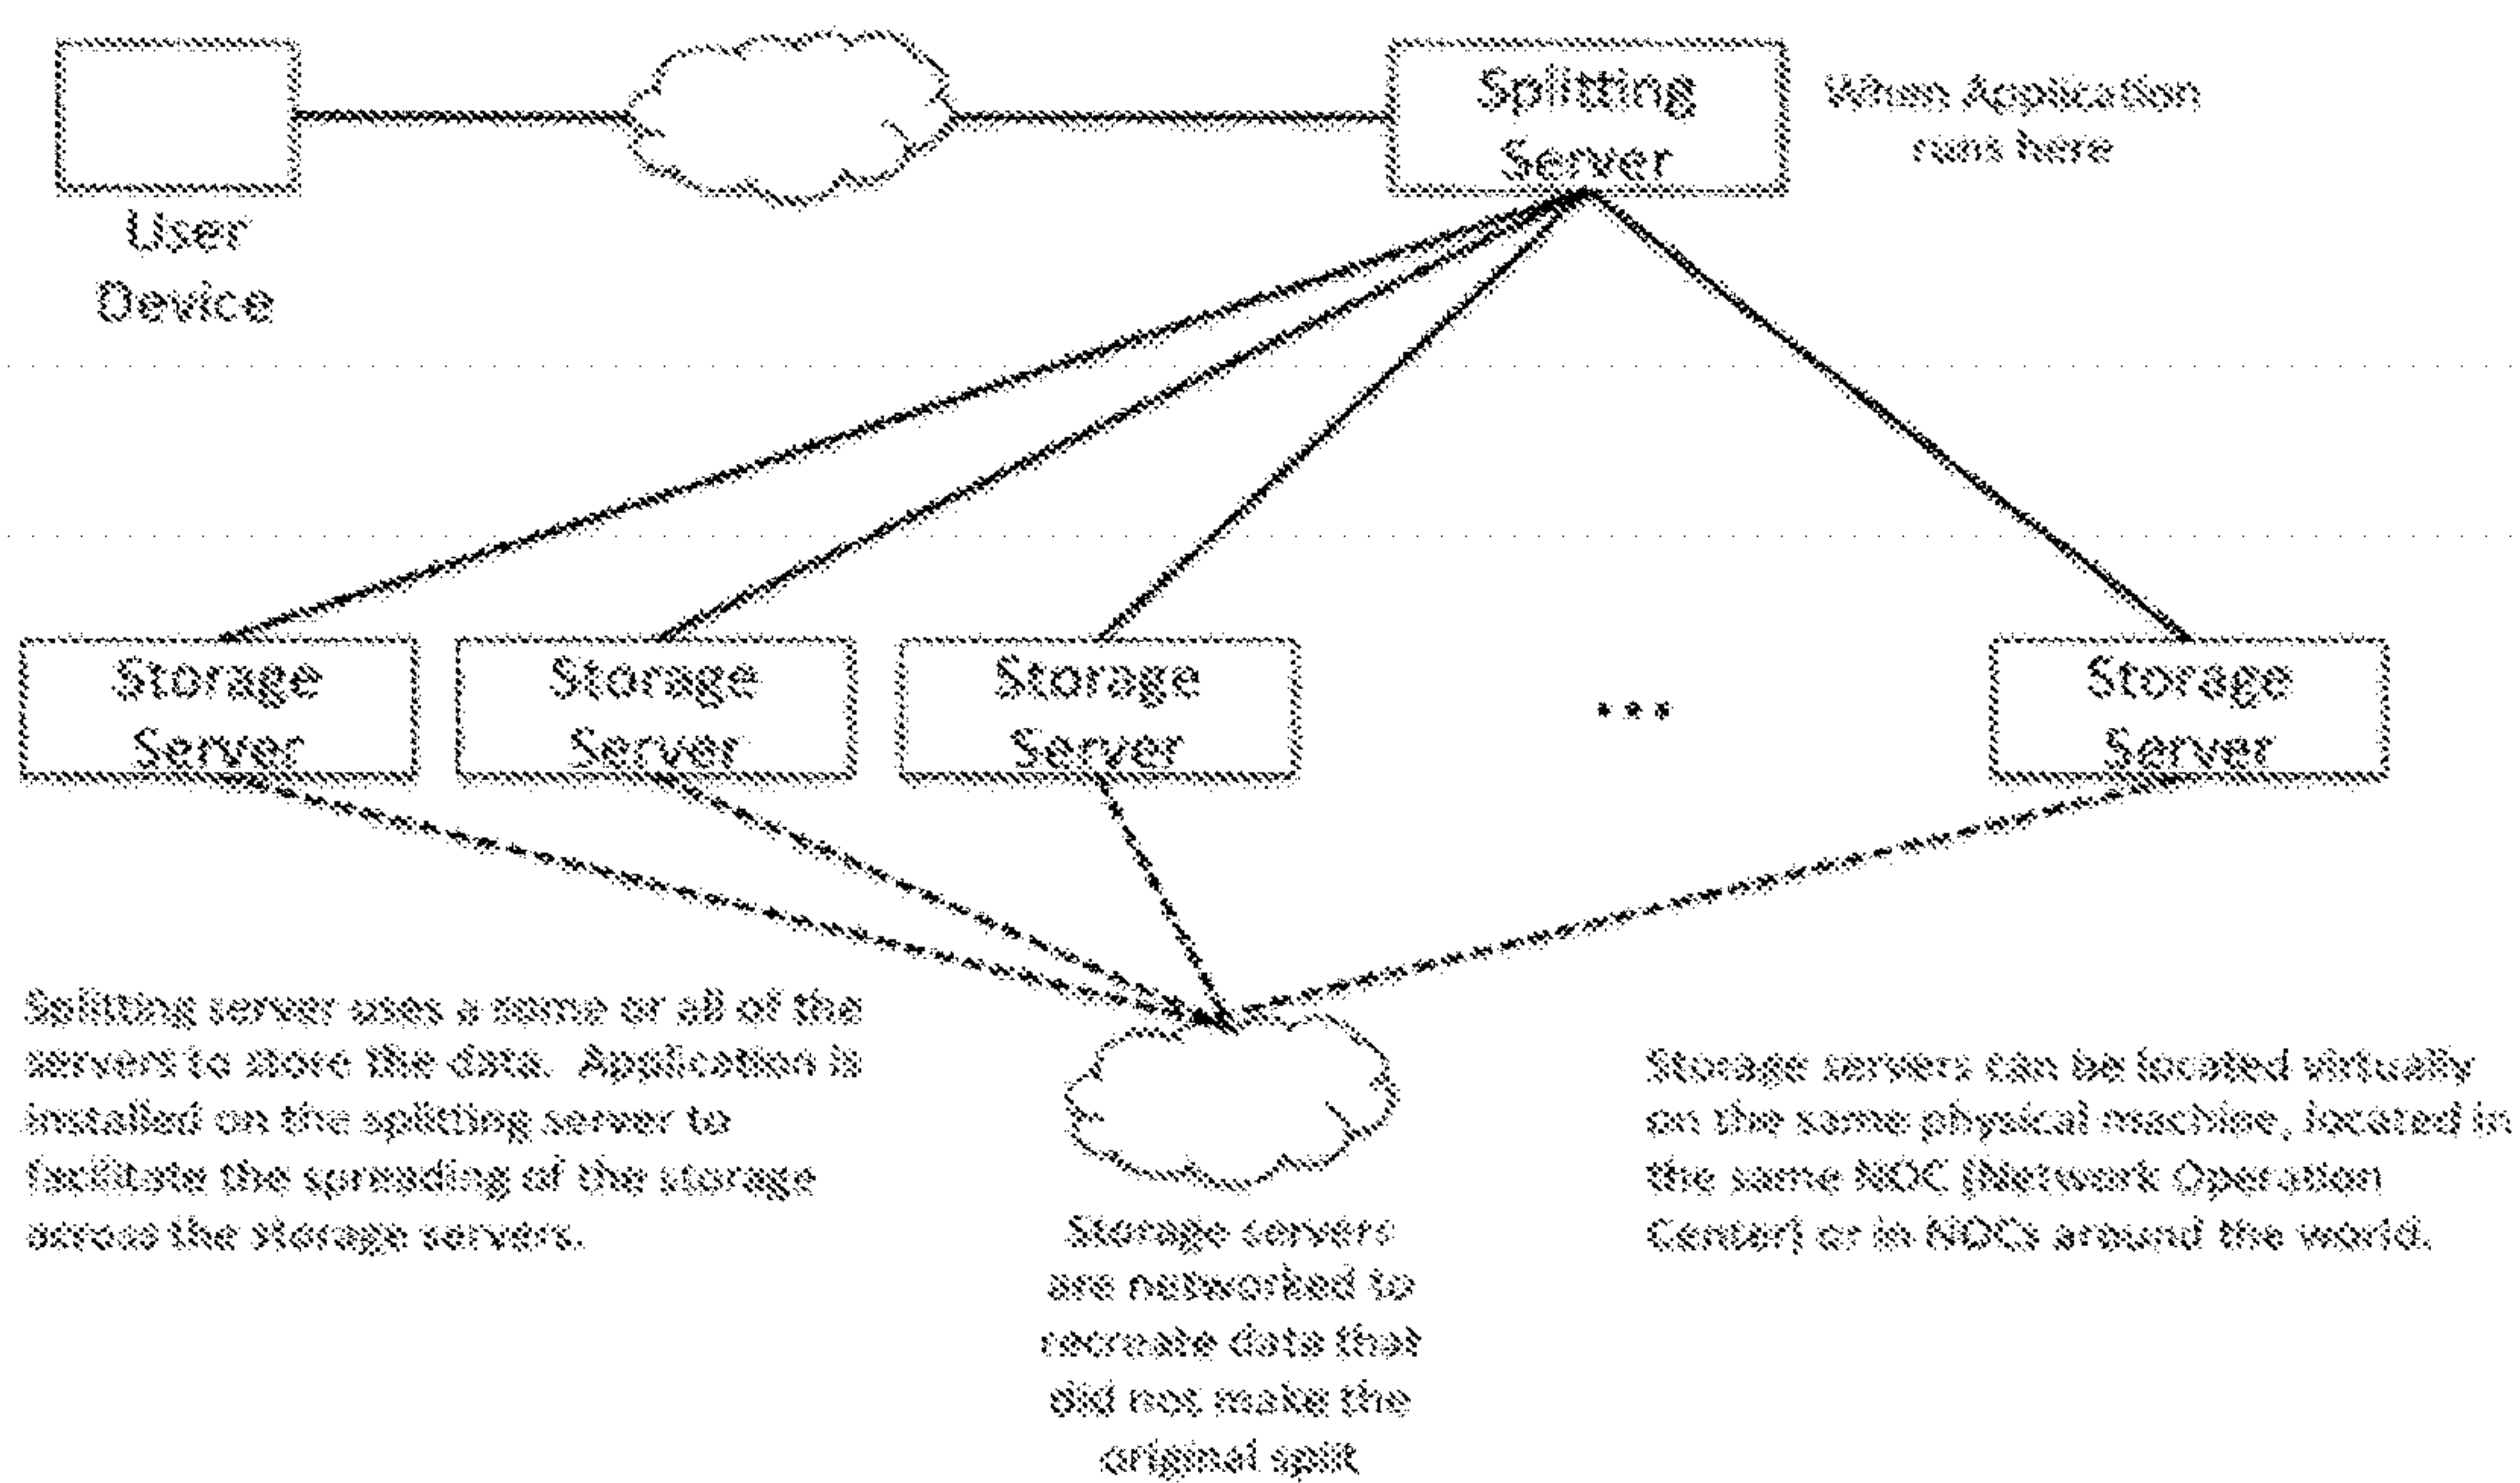 Splitting
Server
When Application
runs here
User
Device
Storage
Server
Storage
Server
Storage
Server
...
Storage
Server
Splitting server uses a some or all of the
servers to store the data. Application is
installed on the splitting server to
facilitate the spreading of the storage
across the storage servers.
Storage servers
are networked to
recreate data that
did not make the
original split
Storage servers can be located virtually
on the same physical machine, located in
the same NOC (Network Operation
Center) or in NOCs around the world.